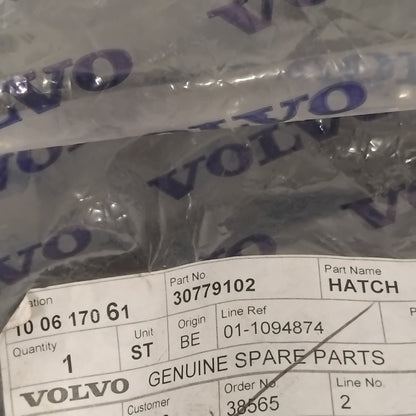 VOLVO
VOLVO
VOLVO
VOLVO
Part No. Part Name
30779102 HATCH
10 06 170 61
Quantity Unit Origin Line Ref
1 ST BE 01-1094874
VOLVO GENUINE SPARE PARTS
Customer Order No. Line No.
38565 2